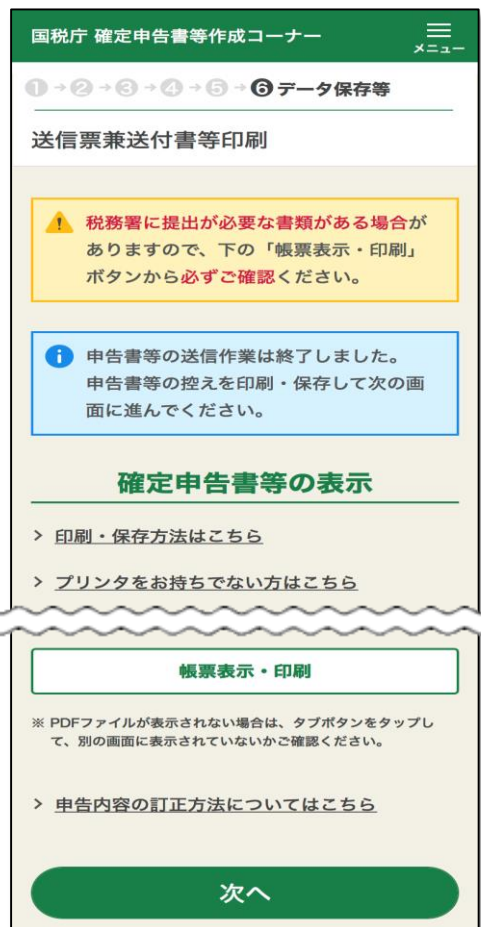 国税庁 確定申告書等作成コーナー
メニュー
1→2→3→4→5→6 データ保存等
送信票兼送付書等印刷
税務署に提出が必要な書類がある場合が
ありますので、下の「帳票表示・印刷」
ボタンから必ずご確認ください。
申告書等の送信作業は終了しました。
申告書等の控えを印刷・保存して次の画
面に進んでください。
確定申告書等の表示
> 印刷・保存方法はこちら
> プリンタをお持ちでない方はこちら
帳票表示・印刷
※ PDFファイルが表示されない場合は、タブボタンをタップし
て、別の画面に表示されていないかご確認ください。
> 申告内容の訂正方法についてはこちら
次へ